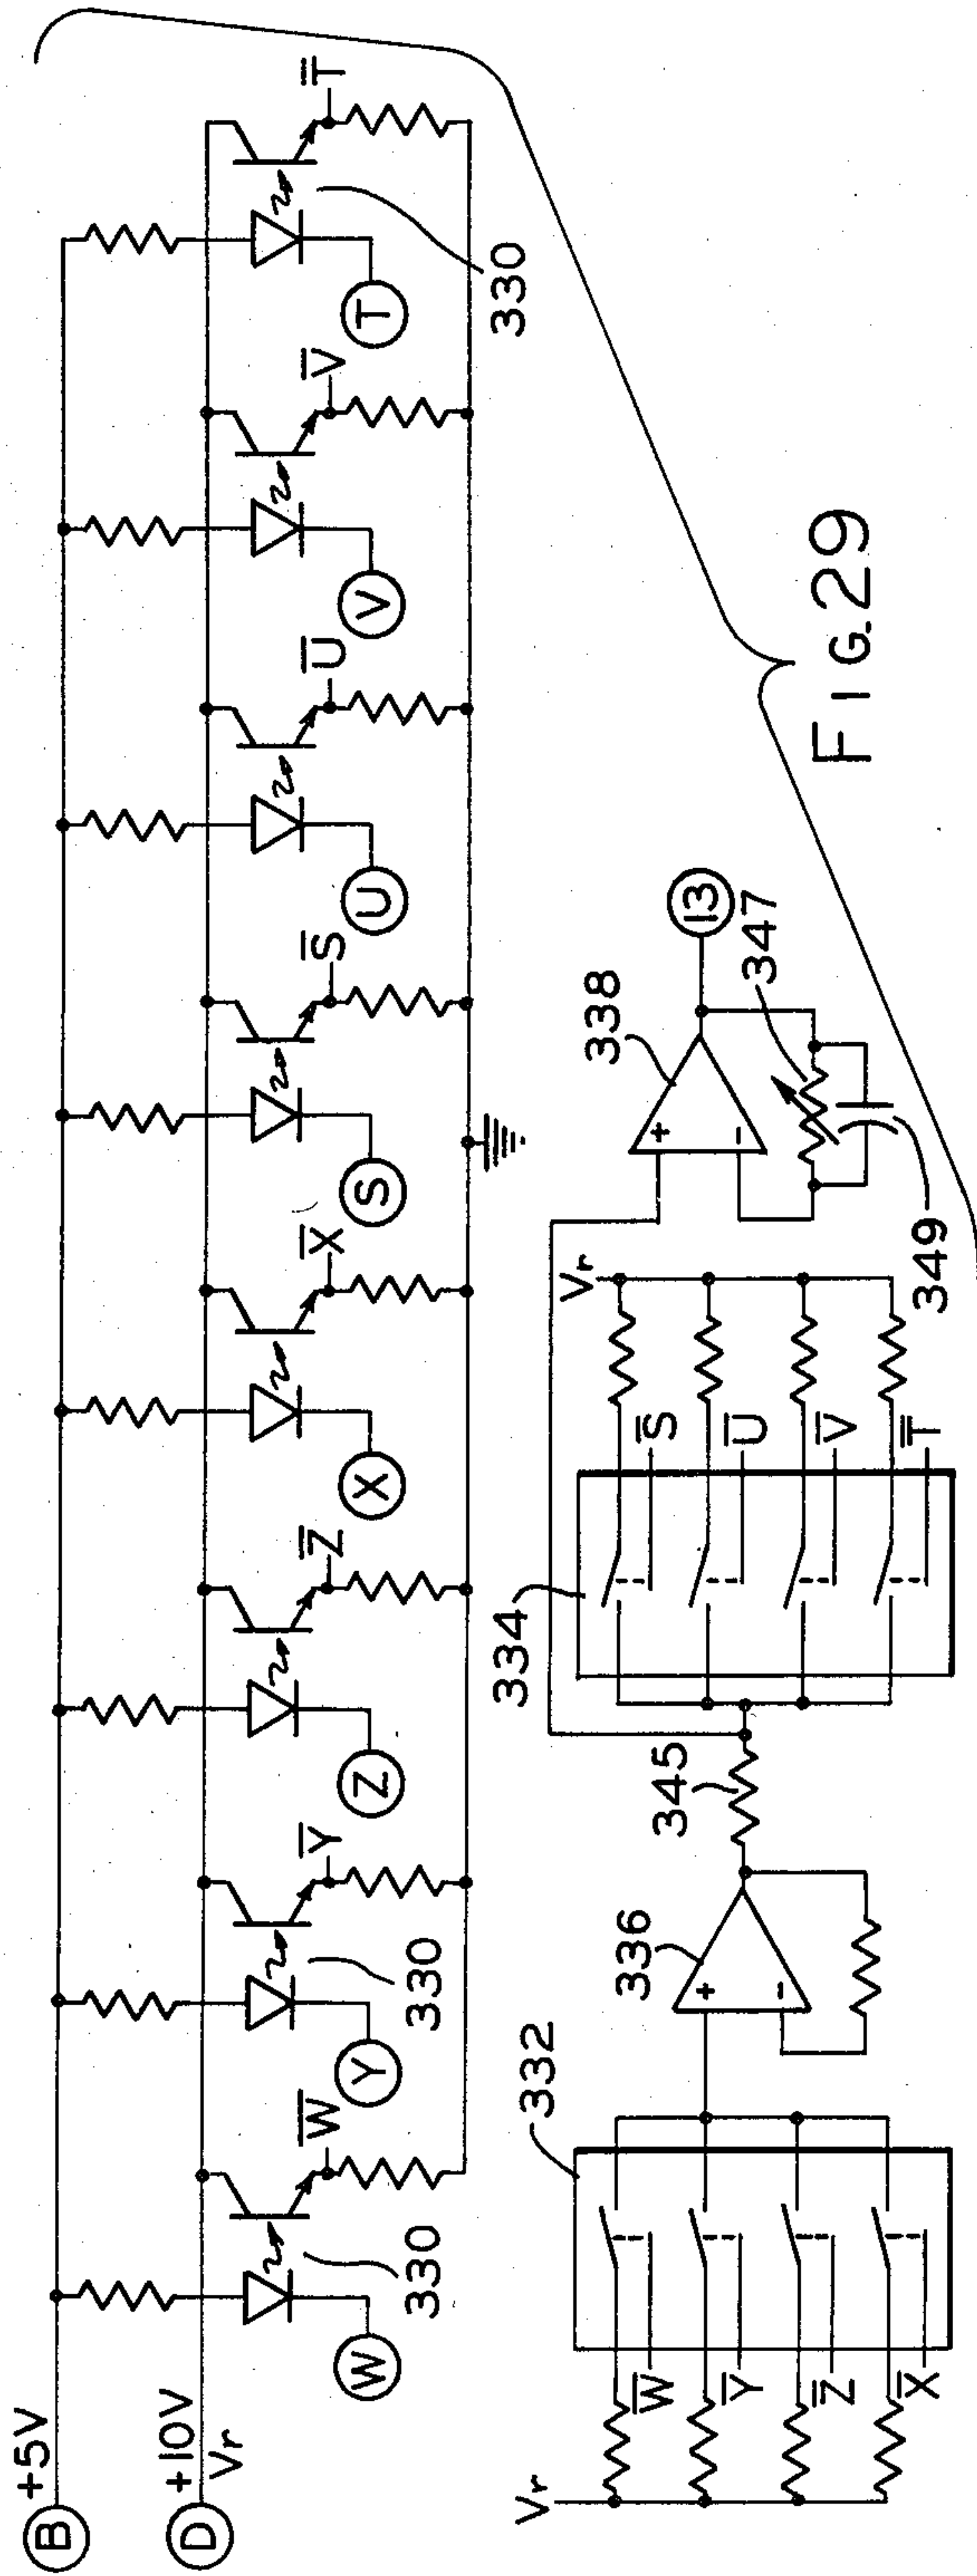 B +5V
D +10V
Vr
W̅ Y̅ Z̅ X̅ S̅ U̅ V̅ T̿
W Y Z X S U V T
330 330 330
332 336 345 334 338 13
347
349
Vr Vr
W̅ S̅
Y̅ U̅
Z̅ V̅
X̅ T̿
+ +
- -
FIG. 29